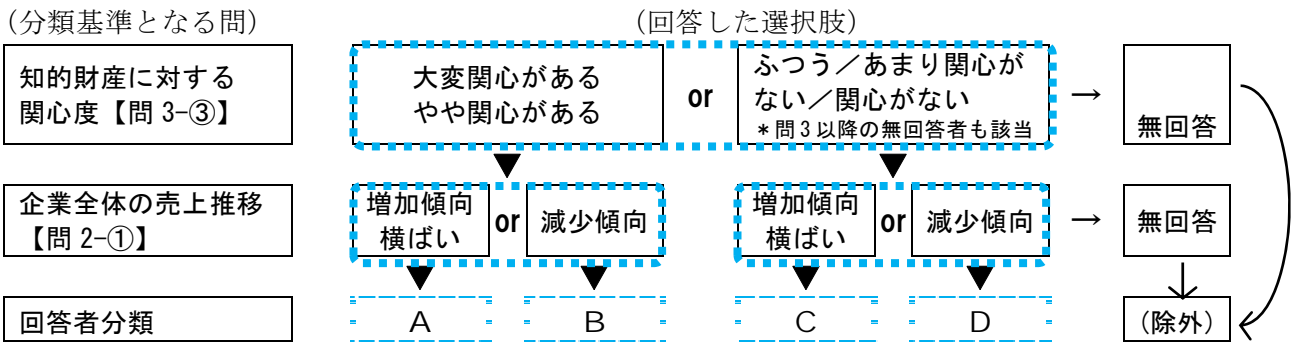 (分類基準となる問)
(回答した選択肢)
知的財産に対する
関心度【問 3-③】
大変関心がある
やや関心がある
or
ふつう/あまり関心が
ない/関心がない
*問3以降の無回答者も該当
→
無回答
企業全体の売上推移
【問 2-①】
増加傾向
横ばい
or
減少傾向
増加傾向
横ばい
or
減少傾向
→
無回答
回答者分類
A
B
C
D
(除外)